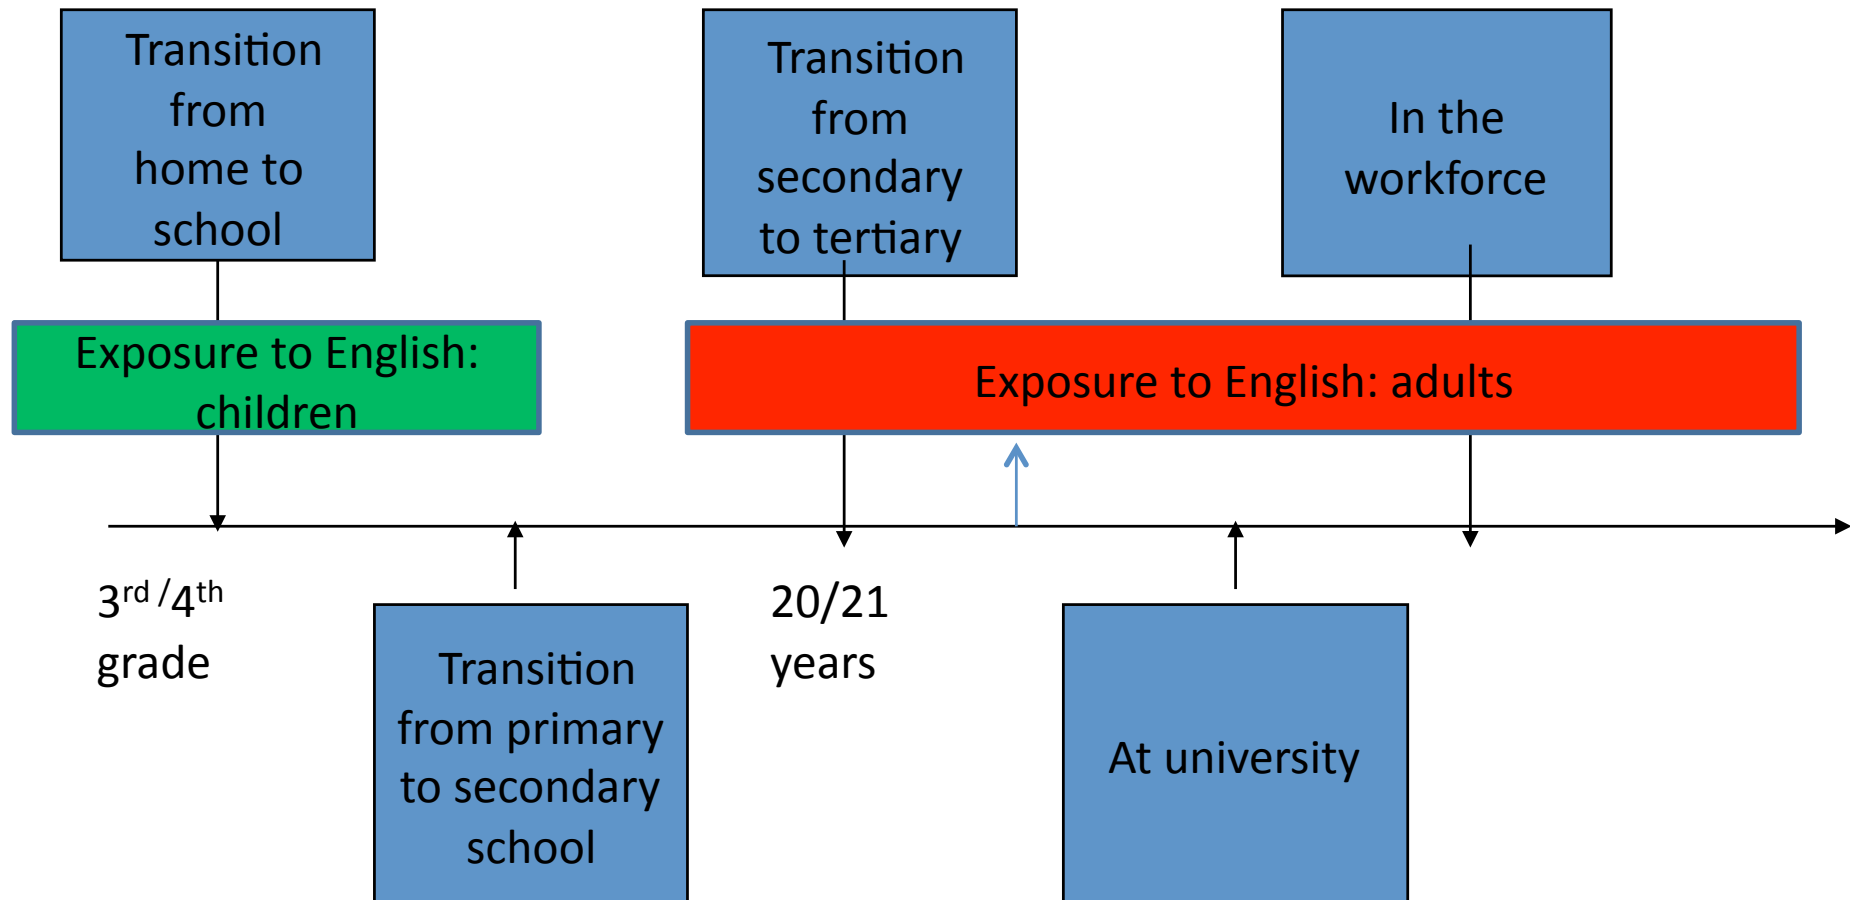 Transition
from
home to
school
Transition
from
secondary
to tertiary
In the
workforce
Exposure to English:
children
Exposure to English: adults
3rd /4th
grade
20/21
years
Transition
from primary
to secondary
school
At university